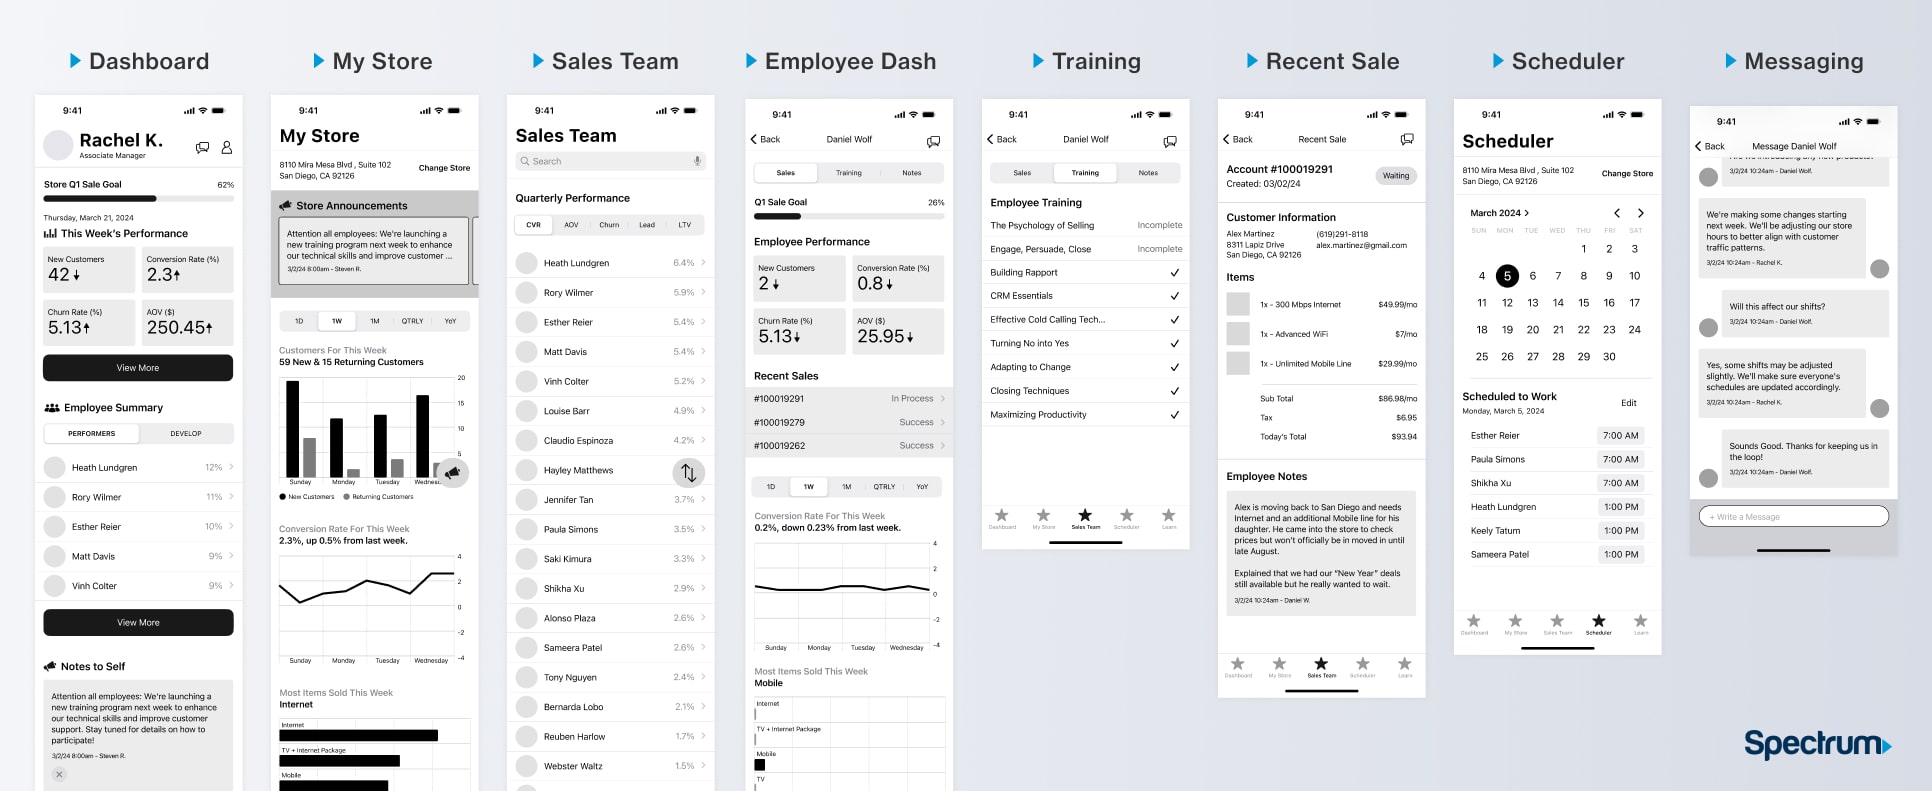 Dashboard
9:41
Rachel K.
Associate Manager
Store Q1 Sale Goal 62%
Thursday, March 21, 2024
This Week's Performance
New Customers
42
Conversion Rate (%)
2.3
Churn Rate (%)
5.13
AOV ($)
250.45
View More
Employee Summary
PERFORMERS DEVELOP
Heath Lundgren 12%
Rory Wilmer 11%
Esther Reier 10%
Matt Davis 9%
Vinh Colter 9%
View More
Notes to Self
Attention all employees: We're launching a
new training program next week to enhance
our technical skills and improve customer
support. Stay tuned for details on how to
participate!
3/2/24 8:00am - Steven R.
My Store
9:41
My Store
8110 Mira Mesa Blvd , Suite 102
San Diego, CA 92126
Change Store
Store Announcements
Attention all employees: We're launching a
new training program next week to enhance
our technical skills and improve customer ...
3/2/24 8:00am - Steven R.
1D 1W 1M QTRLY YoY
Customers For This Week
59 New & 15 Returning Customers
20
15
10
5
Sunday Monday Tuesday Wednesd
New Customers Returning Customers
Conversion Rate For This Week
2.3%, up 0.5% from last week.
4
2
0
-2
-4
Sunday Monday Tuesday Wednesday
Most Items Sold This Week
Internet
Internet
TV + Internet Package
Mobile
Sales Team
9:41
Sales Team
Search
Quarterly Performance
CVR AOV Churn Lead LTV
Heath Lundgren 6.4%
Rory Wilmer 5.9%
Esther Reier 5.4%
Matt Davis 5.4%
Vinh Colter 5.2%
Louise Barr 4.9%
Claudio Espinoza 4.2%
Hayley Matthews
Jennifer Tan 3.7%
Paula Simons 3.5%
Saki Kimura 3.3%
Shikha Xu 2.9%
Alonso Plaza 2.6%
Sameera Patel 2.6%
Tony Nguyen 2.4%
Bernarda Lobo 2.1%
Reuben Harlow 1.7%
Webster Waltz 1.5%
Employee Dash
9:41
Back Daniel Wolf
Sales Training Notes
Q1 Sale Goal 26%
Employee Performance
New Customers
2
Conversion Rate (%)
0.8
Churn Rate (%)
5.13
AOV ($)
25.95
Recent Sales
#100019291 In Process
#100019279 Success
#100019262 Success
1D 1W 1M QTRLY YoY
Conversion Rate For This Week
0.2%, down 0.23% from last week.
4
2
0
-2
-4
Sunday Monday Tuesday Wednesday
Most Items Sold This Week
Mobile
Internet
TV + Internet Package
Mobile
TV
Training
9:41
Back Daniel Wolf
Sales Training Notes
Employee Training
The Psychology of Selling Incomplete
Engage, Persuade, Close Incomplete
Building Rapport
CRM Essentials
Effective Cold Calling Tech...
Turning No into Yes
Adapting to Change
Closing Techniques
Maximizing Productivity
Dashboard My Store Sales Team Scheduler Learn
Recent Sale
9:41
Back Recent Sale
Account #100019291
Created: 03/02/24
Waiting
Customer Information
Alex Martinez
8311 Lapiz Drive
San Diego, CA 92126
(619)291-8118
alex.martinez@gmail.com
Items
1x - 300 Mbps Internet $49.99/mo
1x - Advanced WiFi $7/mo
1x - Unlimited Mobile Line $29.99/mo
Sub Total $86.98/mo
Tax $6.95
Today's Total $93.94
Employee Notes
Alex is moving back to San Diego and needs
Internet and an additional Mobile line for his
daughter. He came into the store to check
prices but won't officially be in moved in until
late August.
Explained that we had our "New Year" deals
still available but he really wanted to wait.
3/2/24 10:24am - Daniel W.
Dashboard My Store Sales Team Scheduler Learn
Scheduler
9:41
Scheduler
8110 Mira Mesa Blvd , Suite 102
San Diego, CA 92126
Change Store
March 2024
SUN MON TUE WED THU FRI SAT
1 2 3
4 5 6 7 8 9 10
11 12 13 14 15 16 17
18 19 20 21 22 23 24
25 26 27 28 29 30
Scheduled to Work
Monday, March 5, 2024
Edit
Esther Reier 7:00 AM
Paula Simons 7:00 AM
Shikha Xu 7:00 AM
Heath Lundgren 1:00 PM
Keely Tatum 1:00 PM
Sameera Patel 1:00 PM
Dashboard My Store Sales Team Scheduler Learn
Messaging
9:41
Back Message Daniel Wolf
3/2/24 10:24am - Daniel Wolf.
We're making some changes starting
next week. We'll be adjusting our store
hours to better align with customer
traffic patterns.
3/2/24 10:24am - Rachel K.
Will this affect our shifts?
3/2/24 10:24am - Daniel Wolf.
Yes, some shifts may be adjusted
slightly. We'll make sure everyone's
schedules are updated accordingly.
3/2/24 10:24am - Rachel K.
Sounds Good. Thanks for keeping us in
the loop!
3/2/24 10:24am - Daniel Wolf.
+ Write a Message
Spectrum